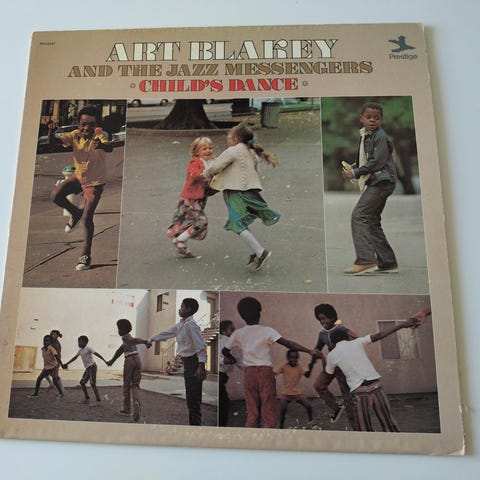 ART BLAKEY
AND THE JAZZ MESSENGERS
CHILD'S DANCE
Prestige